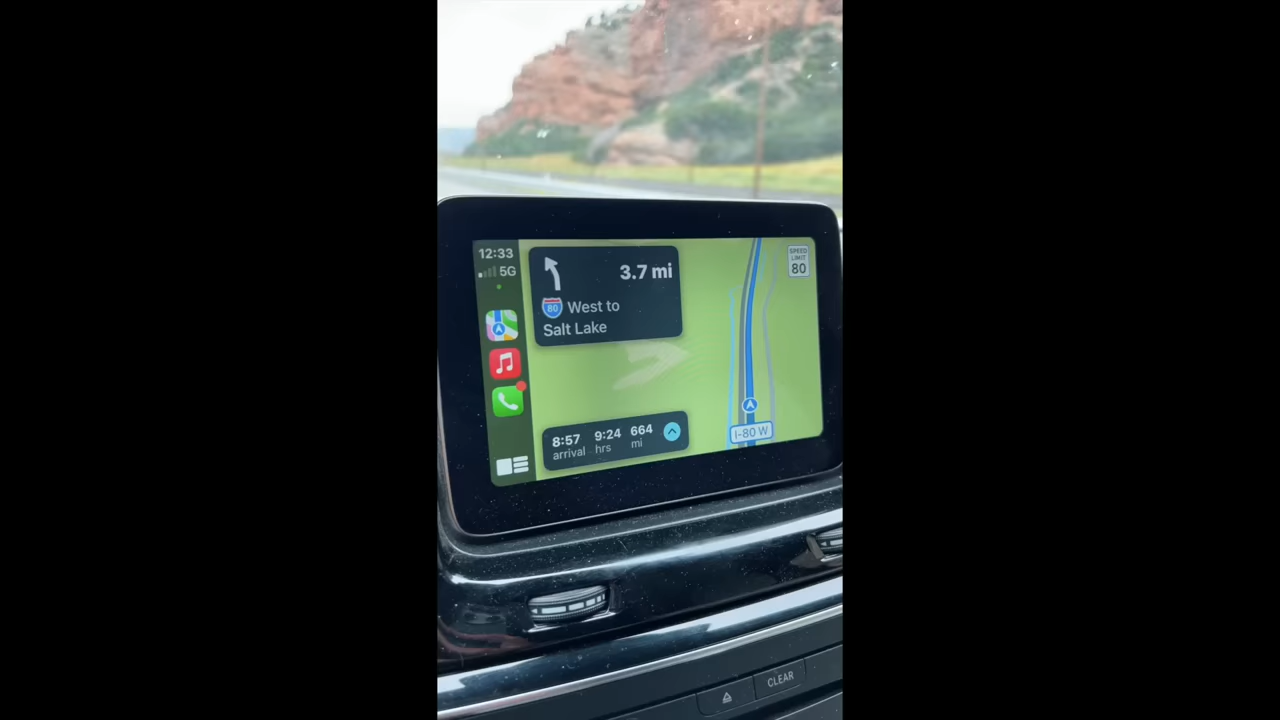 12:33
5G
3.7 mi
80 West to
Salt Lake
SPEED
LIMIT
80
8:57 9:24 664
arrival hrs mi
I-80 W
CLEAR